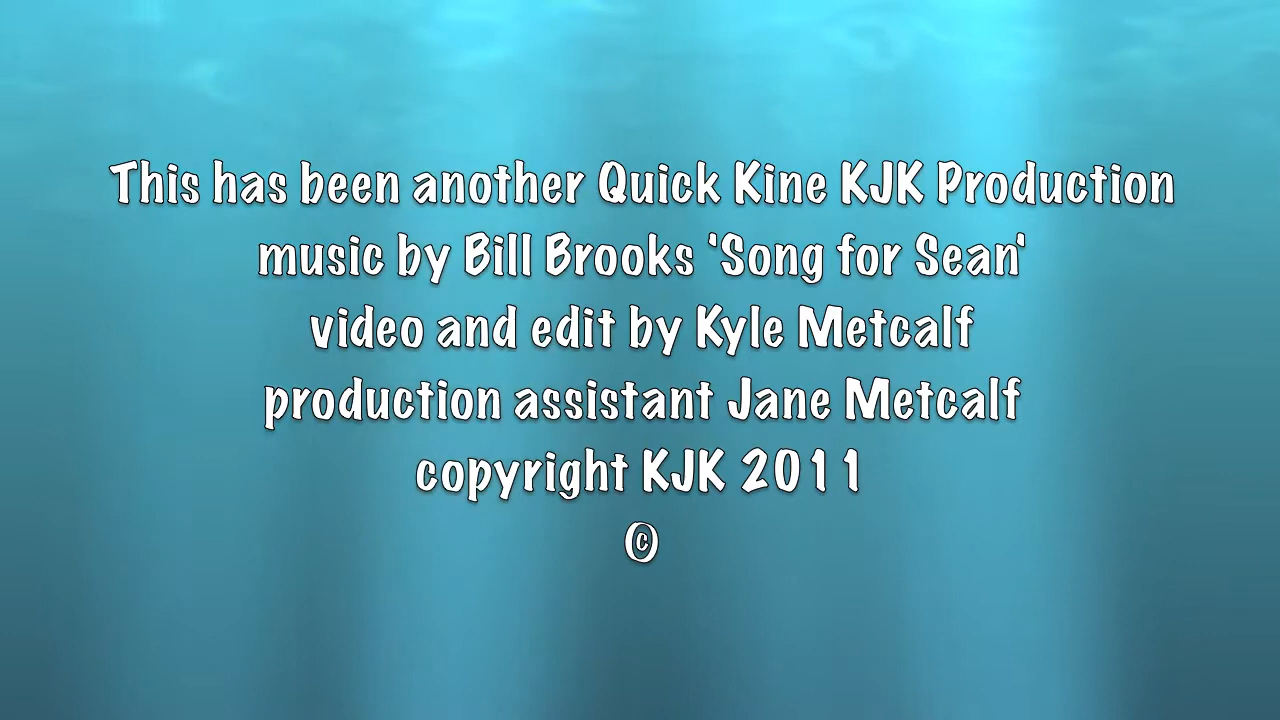 This has been another Quick Kine KJK Production
music by Bill Brooks 'Song for Sean'
video and edit by Kyle Metcalf
production assistant Jane Metcalf
copyright KJK 2011
©